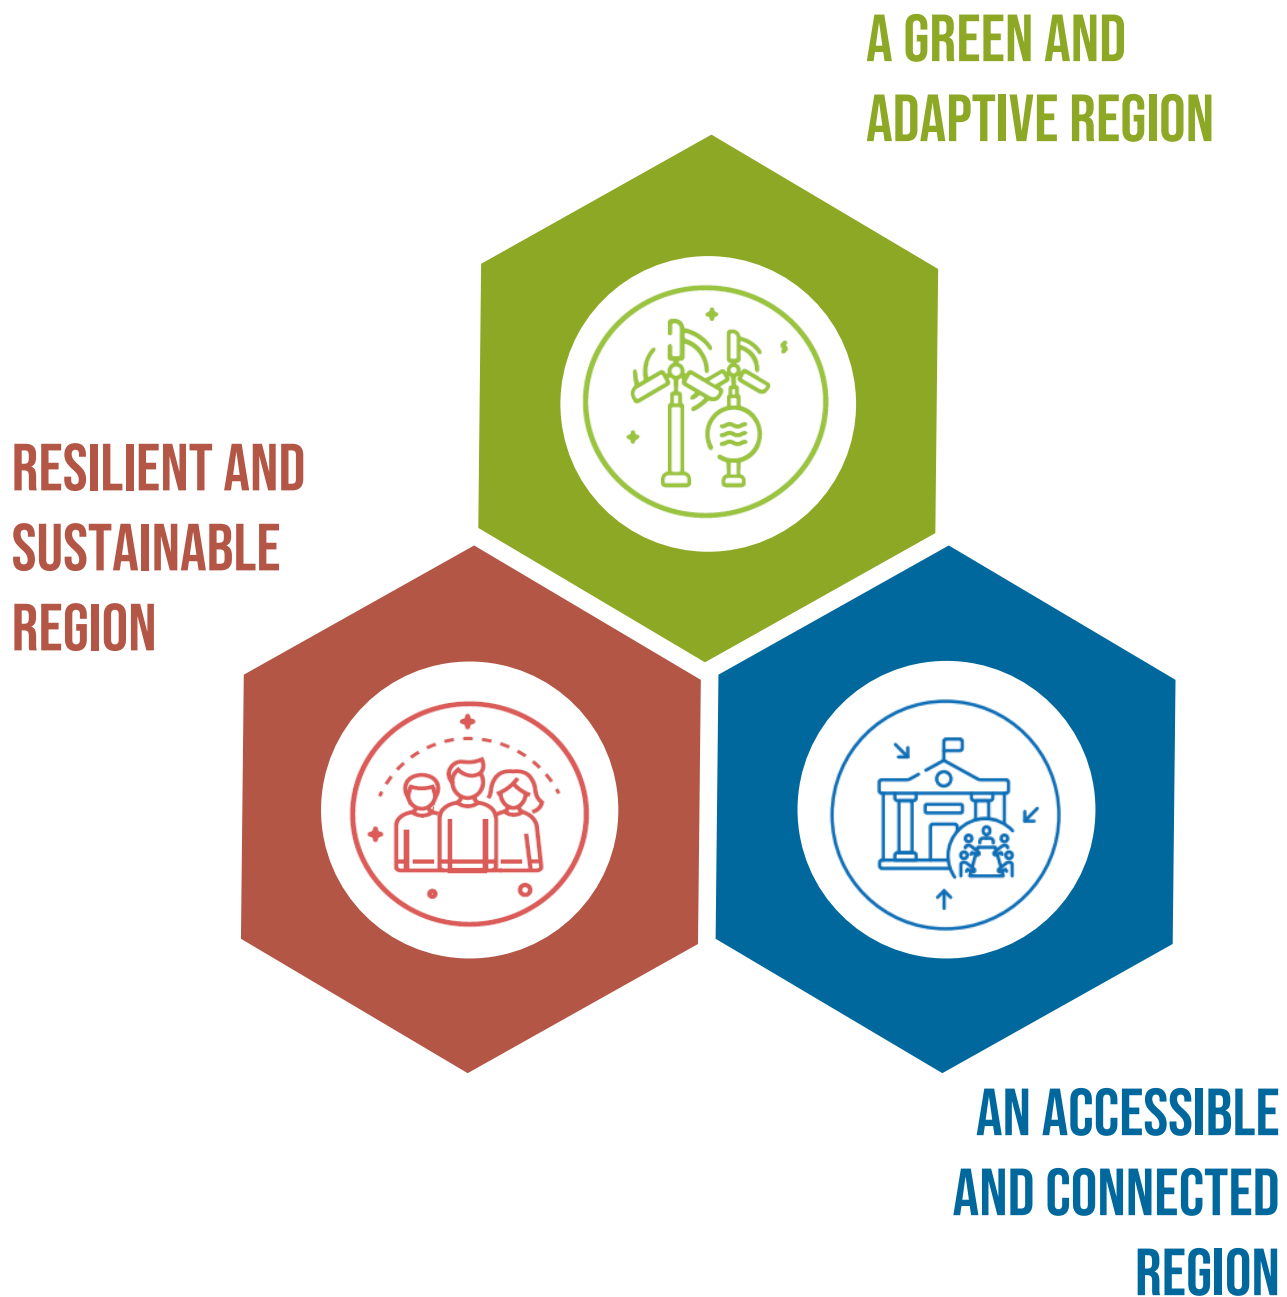 A GREEN AND
ADAPTIVE REGION
RESILIENT AND
SUSTAINABLE
REGION
AN ACCESSIBLE
AND CONNECTED
REGION